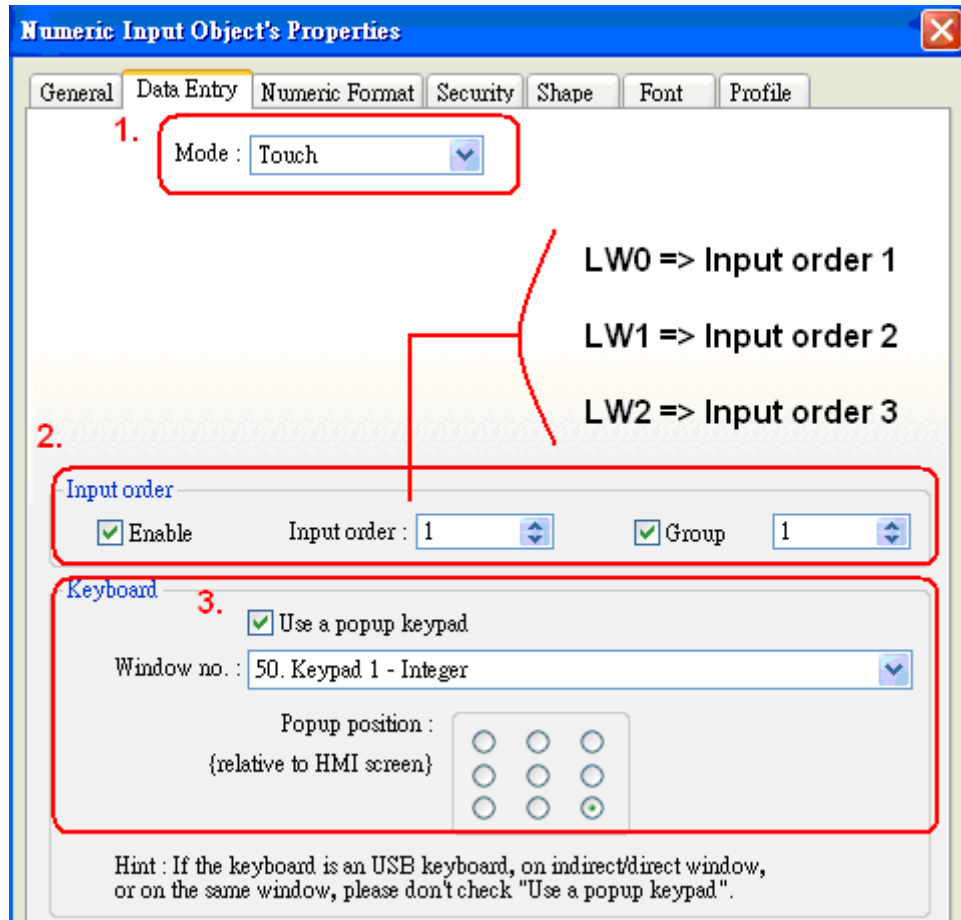 Numeric Input Object's Properties
General Data Entry Numeric Format Security Shape Font Profile
1.
Mode : Touch
LW0 => Input order 1
LW1 => Input order 2
LW2 => Input order 3
2.
Input order
Enable Input order : 1 Group 1
Keyboard
3.
Use a popup keypad
Window no. : 50. Keypad 1 - Integer
Popup position :
{relative to HMI screen}
Hint : If the keyboard is an USB keyboard, on indirect/direct window,
or on the same window, please don't check "Use a popup keypad".